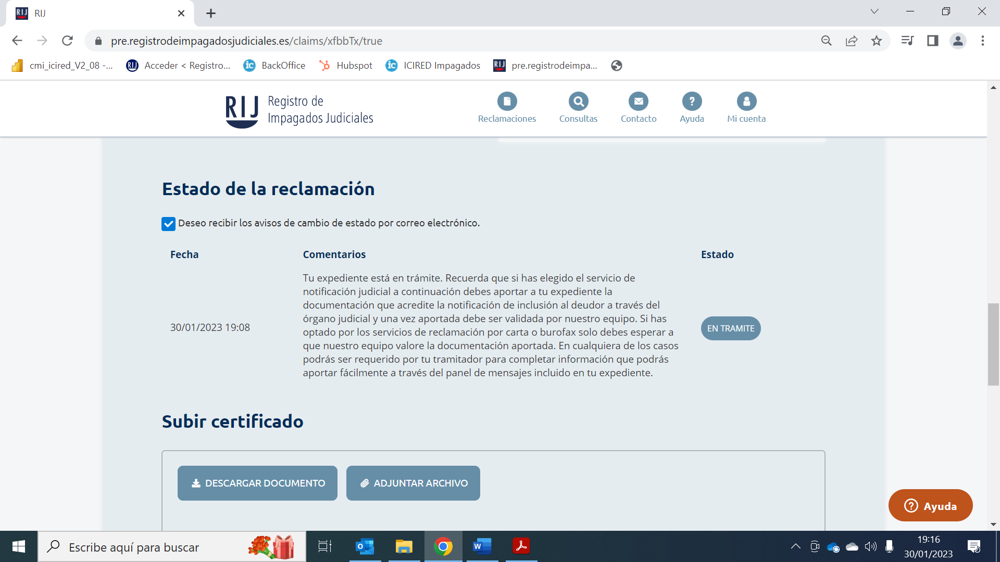 RIJ
RIJ
pre.registrodeimpagadosjudiciales.es/claims/xfbbTx/true
cmi_icired_V2_08 -...
RIJ
Acceder < Registro...
ic
BackOffice
Hubspot
ic
ICIRED Impagados
RIJ
pre.registrodeimpa...
RIJ
Registro de
Impagados Judiciales
Reclamaciones
Consultas
Contacto
?
Ayuda
Mi cuenta
Estado de la reclamación
Deseo recibir los avisos de cambio de estado por correo electrónico.
Fecha
Comentarios
Estado
30/01/2023 19:08
Tu expediente está en trámite. Recuerda que si has elegido el servicio de
notificación judicial a continuación debes aportar a tu expediente la
documentación que acredite la notificación de inclusión al deudor a través del
órgano judicial y una vez aportada debe ser validada por nuestro equipo. Si has
optado por los servicios de reclamación por carta o burofax solo debes esperar a
que nuestro equipo valore la documentación aportada. En cualquiera de los casos
podrás ser requerido por tu tramitador para completar información que podrás
aportar fácilmente a través del panel de mensajes incluido en tu expediente.
EN TRAMITE
Subir certificado
DESCARGAR DOCUMENTO
ADJUNTAR ARCHIVO
? Ayuda
Escribe aquí para buscar
O
W
19:16
30/01/2023